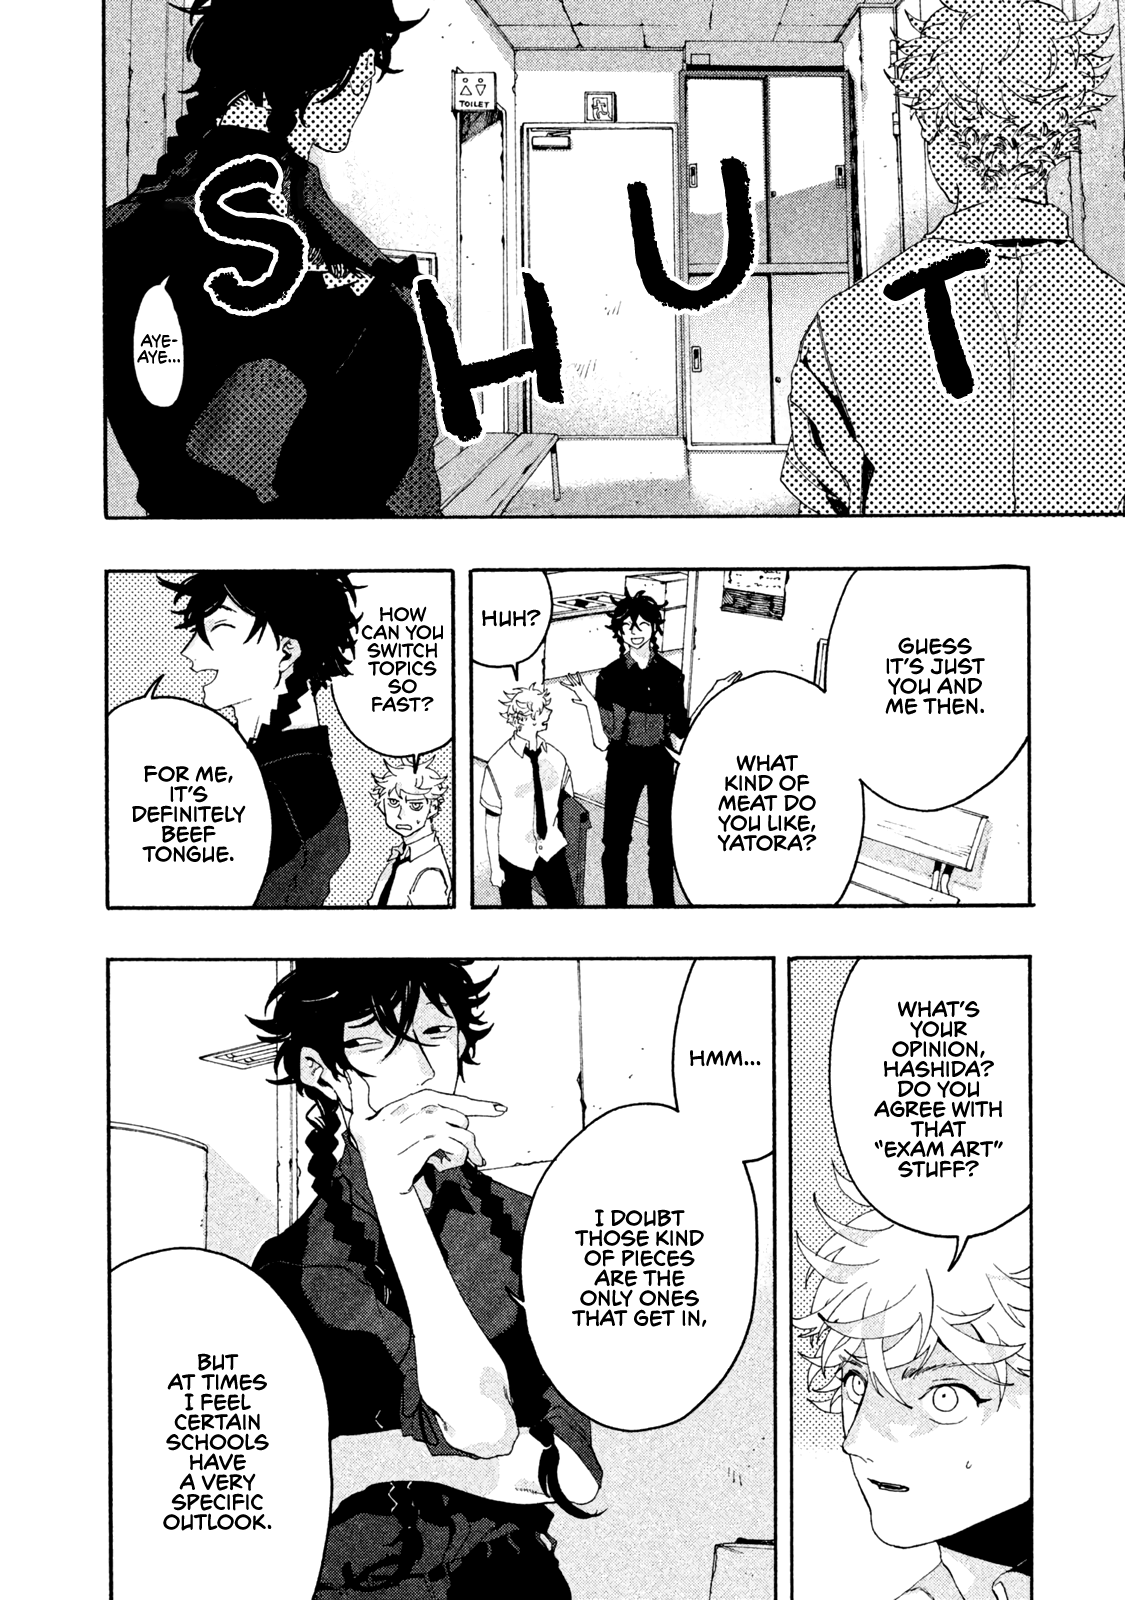 TOILET
SHUT
AYE-
AYE...
GUESS
IT'S JUST
YOU AND
ME THEN.
WHAT
KIND OF
MEAT DO
YOU LIKE,
YATORA?
HUH?
HOW
CAN YOU
SWITCH
TOPICS
SO
FAST?
FOR ME,
IT'S
DEFINITELY
BEEF
TONGUE.
WHAT'S
YOUR
OPINION,
HASHIDA?
DO YOU
AGREE WITH
THAT
"EXAM ART"
STUFF?
HMM...
I DOUBT
THOSE KIND
OF PIECES
ARE THE
ONLY ONES
THAT GET IN,
BUT
AT TIMES
I FEEL
CERTAIN
SCHOOLS
HAVE
A VERY
SPECIFIC
OUTLOOK.